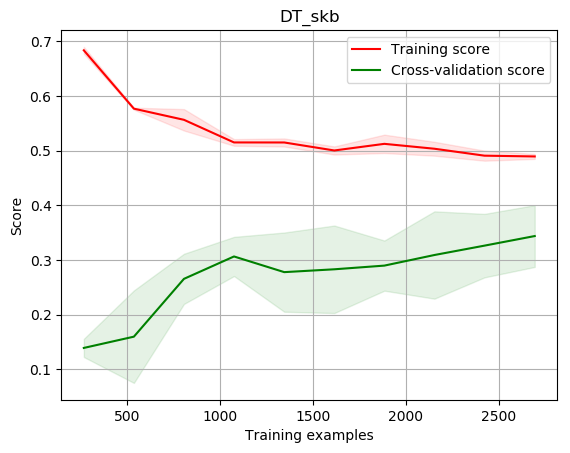 DT_skb
Training score
Cross-validation score
Score
0.7
0.6
0.5
0.4
0.3
0.2
0.1
500
1000
1500
2000
2500
Training examples